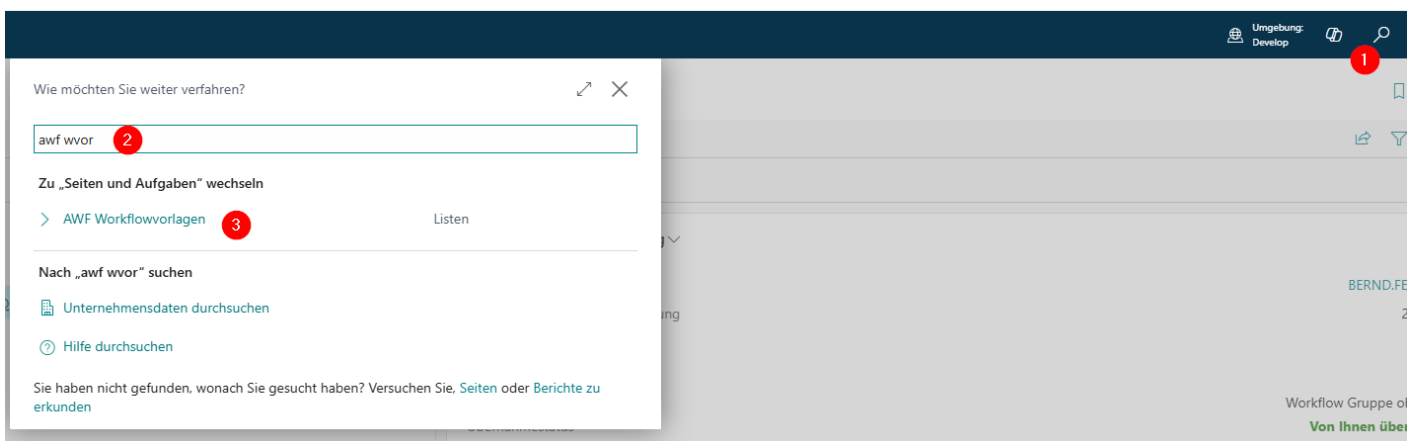 Umgebung:
Develop
1
Wie möchten Sie weiter verfahren?
awf wvor 2
Zu „Seiten und Aufgaben“ wechseln
AWF Workflowvorlagen 3 Listen
Nach „awf wvor“ suchen
Unternehmensdaten durchsuchen
BERND.FE
ung
2
Hilfe durchsuchen
Sie haben nicht gefunden, wonach Sie gesucht haben? Versuchen Sie, Seiten oder Berichte zu
erkunden
Workflow Gruppe
Von Ihnen über